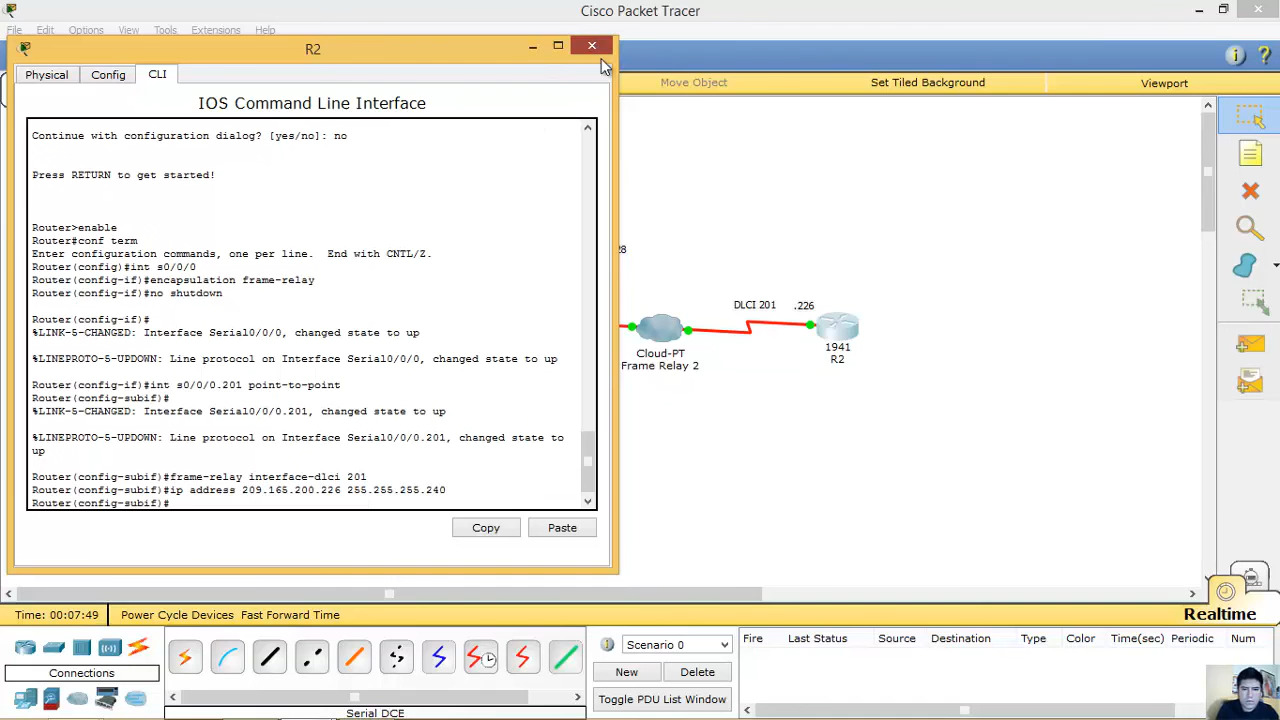 Cisco Packet Tracer
File Edit Options View Tools Extensions Help
R2
Physical Config CLI
Move Object Set Tiled Background Viewport
IOS Command Line Interface
Continue with configuration dialog? [yes/no]: no
Press RETURN to get started!
Router>enable
Router#conf term
Enter configuration commands, one per line.  End with CNTL/Z.
Router(config)#int s0/0/0
Router(config-if)#encapsulation frame-relay
Router(config-if)#no shutdown
Router(config-if)#
%LINK-5-CHANGED: Interface Serial0/0/0, changed state to up
%LINEPROTO-5-UPDOWN: Line protocol on Interface Serial0/0/0, changed state to up
Router(config-if)#int s0/0/0.201 point-to-point
Router(config-subif)#
%LINK-5-CHANGED: Interface Serial0/0/0.201, changed state to up
%LINEPROTO-5-UPDOWN: Line protocol on Interface Serial0/0/0.201, changed state to
up
Router(config-subif)#frame-relay interface-dlci 201
Router(config-subif)#ip address 209.165.200.226 255.255.255.240
Router(config-subif)#
Copy Paste
28
DLCI 201 .226
Cloud-PT
Frame Relay 2
1941
R2
Time: 00:07:49 Power Cycle Devices Fast Forward Time
Realtime
Connections
Serial DCE
Scenario 0
New Delete
Toggle PDU List Window
Fire Last Status Source Destination Type Color Time(sec) Periodic Num